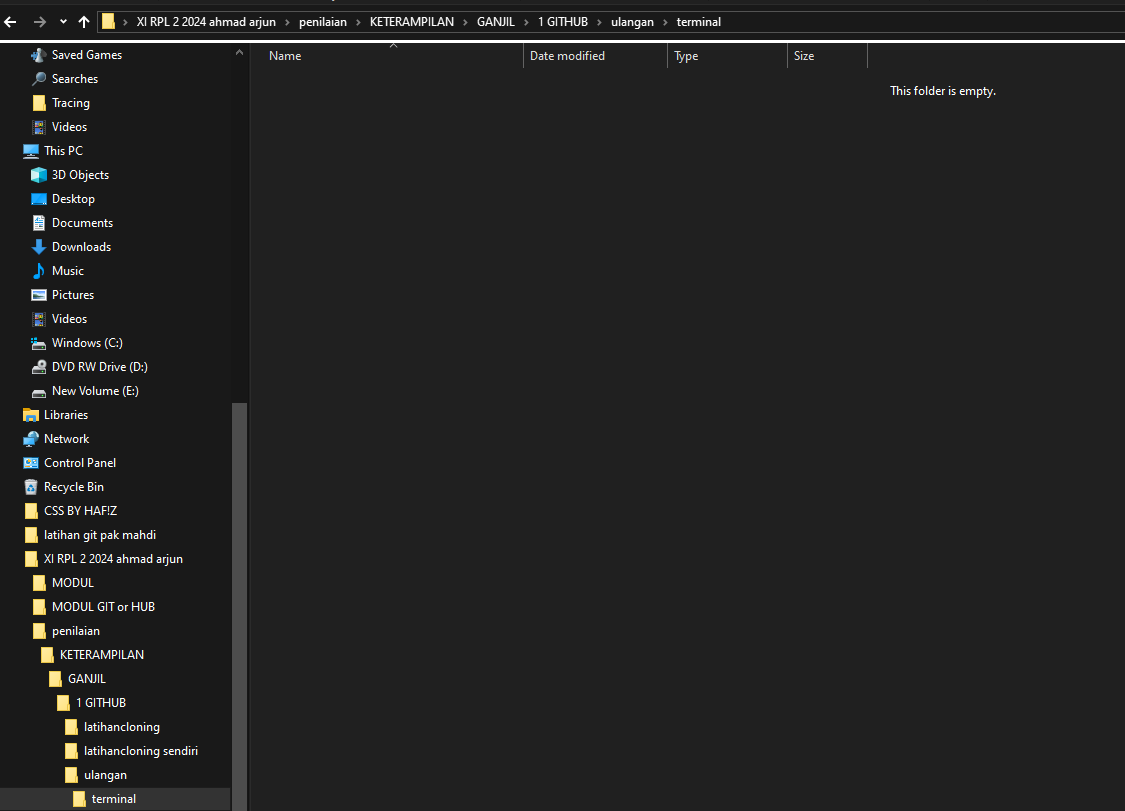 XI RPL 2 2024 ahmad arjun > penilaian > KETERAMPILAN > GANJIL > 1 GITHUB > ulangan > terminal
Name Date modified Type Size
This folder is empty.
Saved Games
Searches
Tracing
Videos
This PC
3D Objects
Desktop
Documents
Downloads
Music
Pictures
Videos
Windows (C:)
DVD RW Drive (D:)
New Volume (E:)
Libraries
Network
Control Panel
Recycle Bin
CSS BY HAF!Z
latihan git pak mahdi
XI RPL 2 2024 ahmad arjun
MODUL
MODUL GIT or HUB
penilaian
KETERAMPILAN
GANJIL
1 GITHUB
latihancloning
latihancloning sendiri
ulangan
terminal